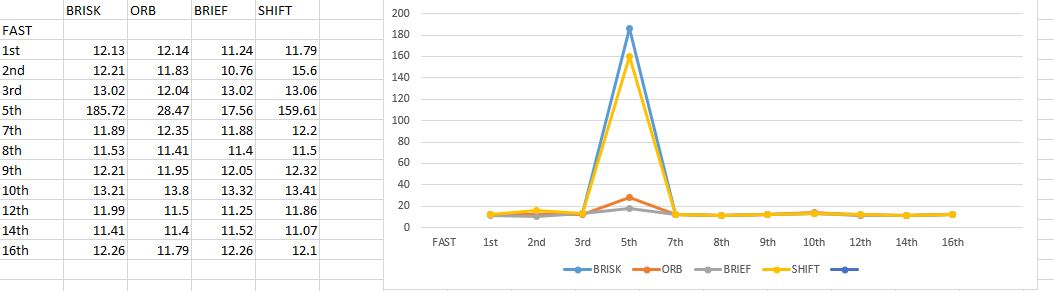 BRISK ORB BRIEF SHIFT
FAST
1st 12.13 12.14 11.24 11.79
2nd 12.21 11.83 10.76 15.6
3rd 13.02 12.04 13.02 13.06
5th 185.72 28.47 17.56 159.61
7th 11.89 12.35 11.88 12.2
8th 11.53 11.41 11.4 11.5
9th 12.21 11.95 12.05 12.32
10th 13.21 13.8 13.32 13.41
12th 11.99 11.5 11.25 11.86
14th 11.41 11.4 11.52 11.07
16th 12.26 11.79 12.26 12.1
200
180
160
140
120
100
80
60
40
20
0
FAST 1st 2nd 3rd 5th 7th 8th 9th 10th 12th 14th 16th
BRISK ORB BRIEF SHIFT